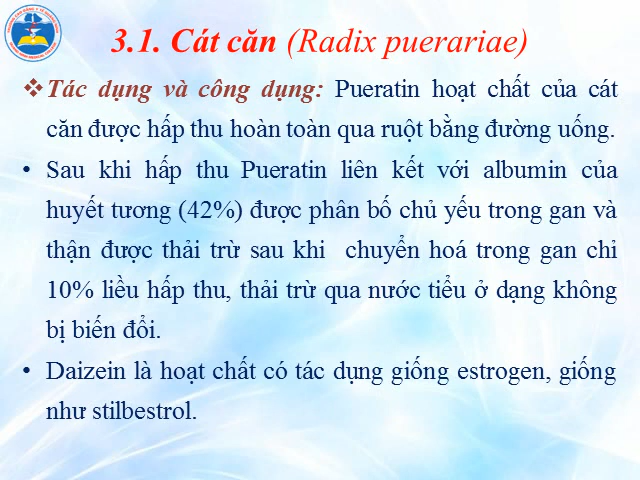 3.1. Cát căn (Radix puerariae)
❖Tác dụng và công dụng: Pueratin hoạt chất của cát
căn được hấp thu hoàn toàn qua ruột bằng đường uống.
• Sau khi hấp thu Pueratin liên kết với albumin của
huyết tương (42%) được phân bố chủ yếu trong gan và
thận được thải trừ sau khi chuyển hoá trong gan chỉ
10% liều hấp thu, thải trừ qua nước tiểu ở dạng không
bị biến đổi.
• Daizein là hoạt chất có tác dụng giống estrogen, giống
như stilbestrol.